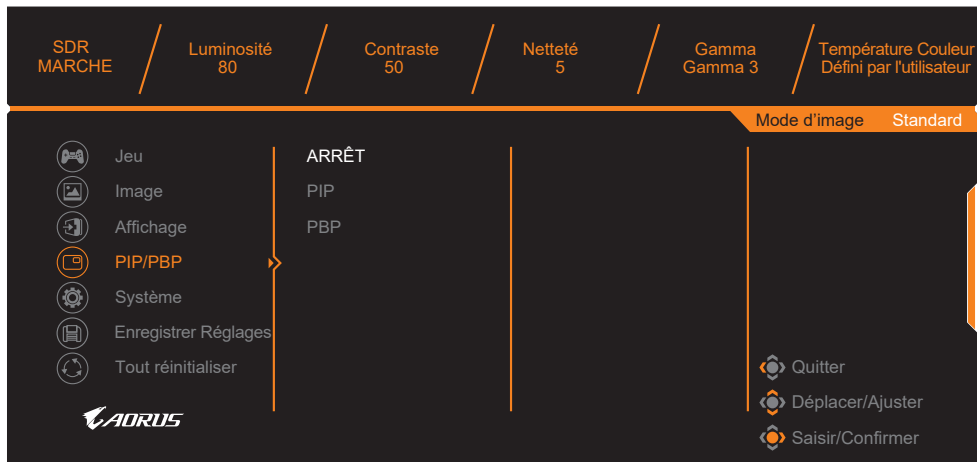 SDR
MARCHE
Luminosité
80
Contraste
50
Netteté
5
Gamma
Gamma 3
Température Couleur
Défini par l'utilisateur
Mode d’image Standard
Jeu
Image
Affichage
PIP/PBP
Système
Enregistrer Réglages
Tout réinitialiser
ARRÊT
PIP
PBP
Quitter
Déplacer/Ajuster
Saisir/Confirmer
AORUS